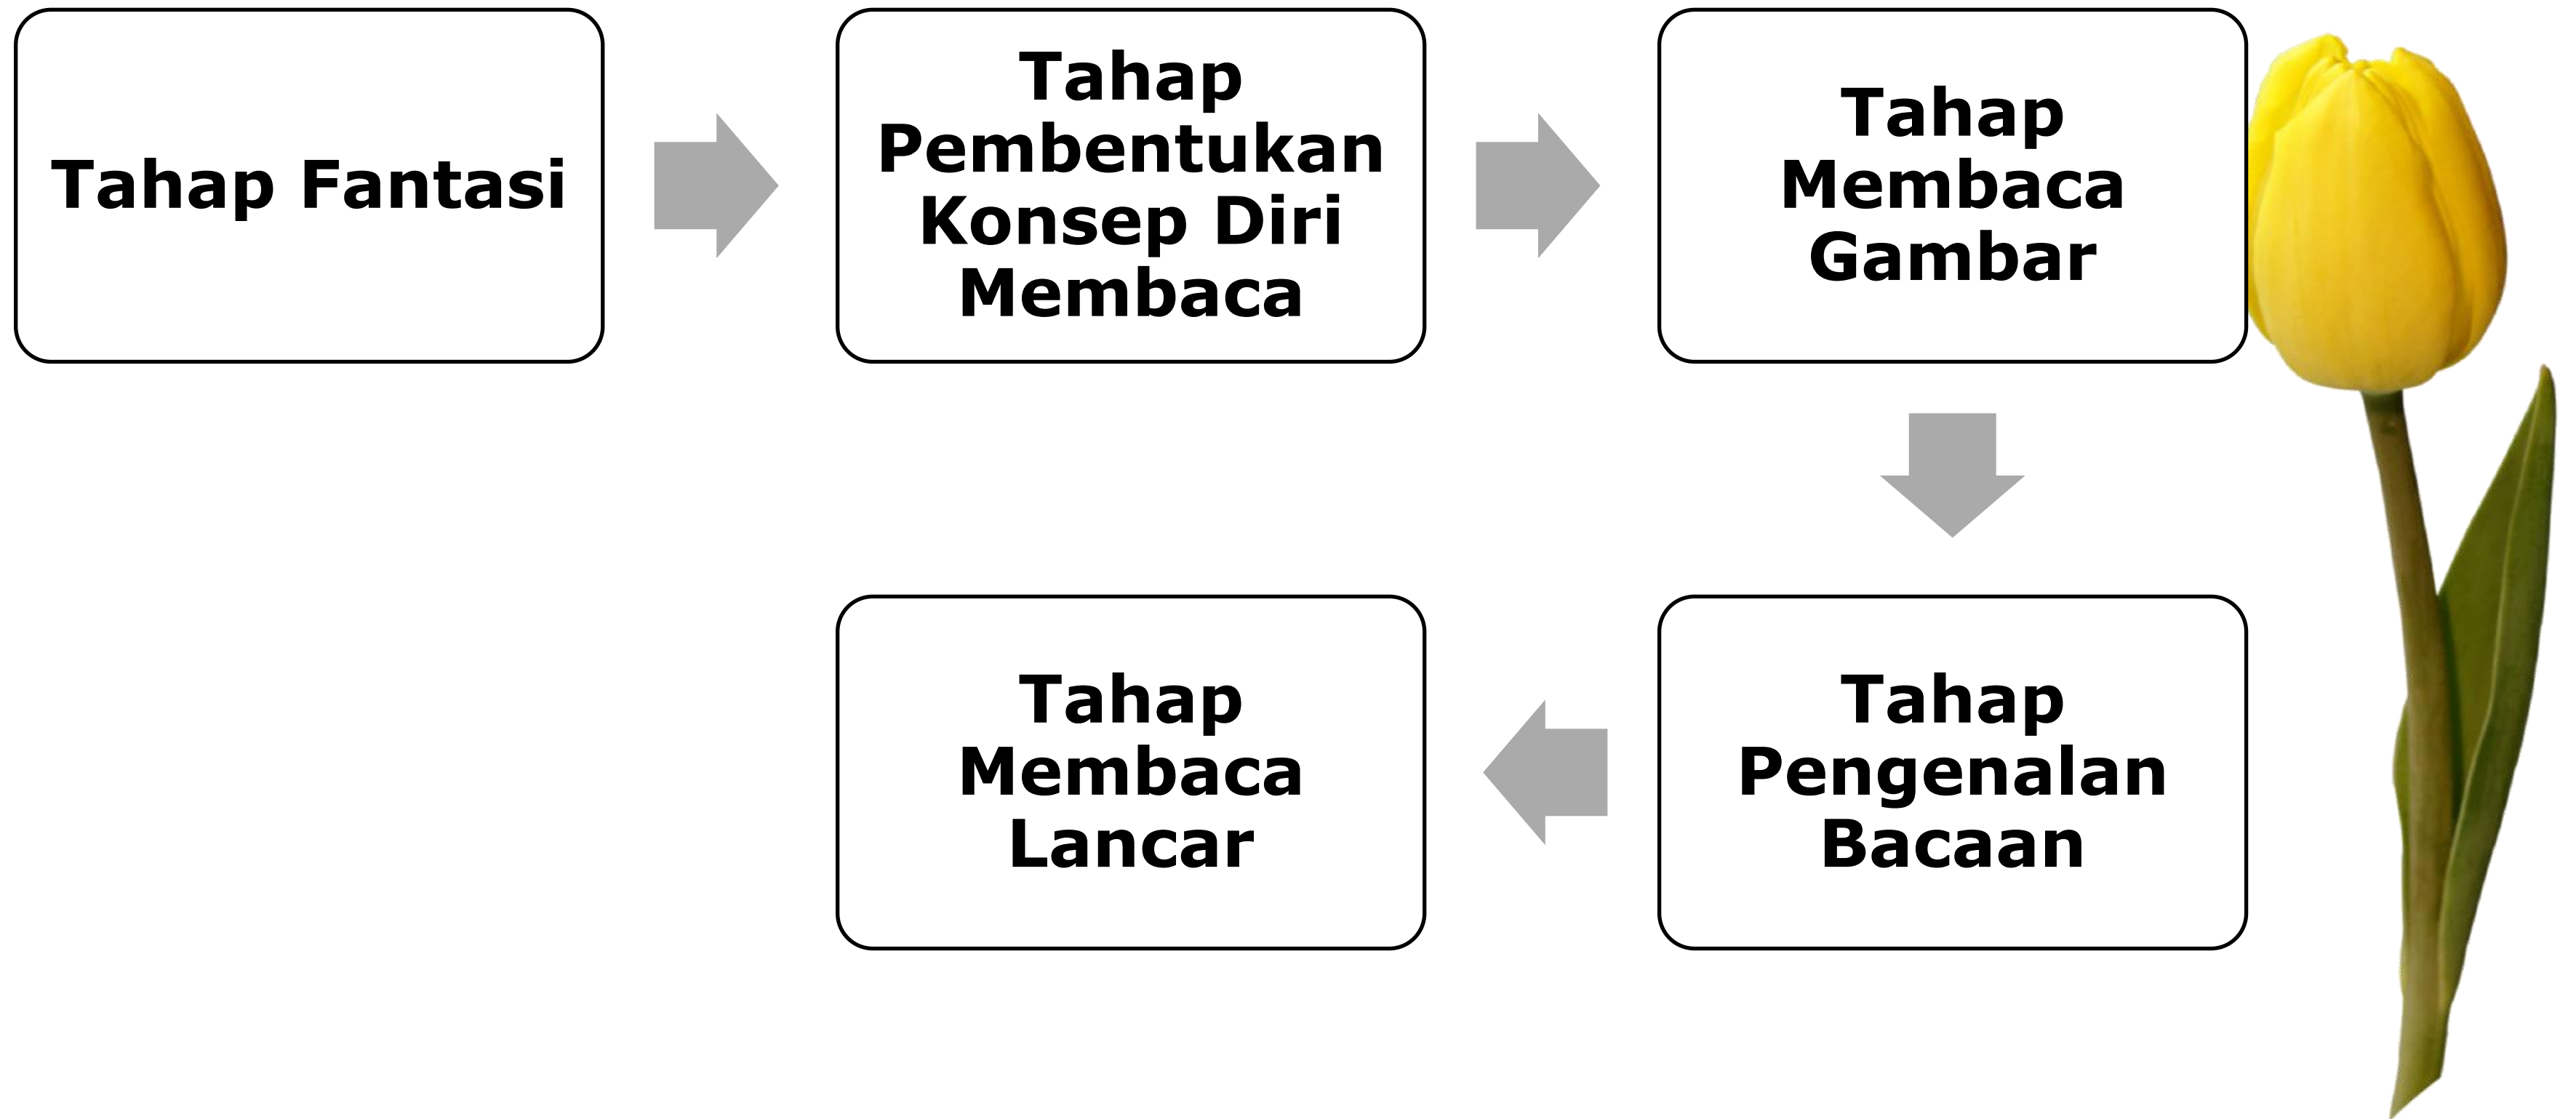 Tahap Fantasi
Tahap
Pembentukan
Konsep Diri
Membaca
Tahap
Membaca
Gambar
Tahap
Pengenalan
Bacaan
Tahap
Membaca
Lancar